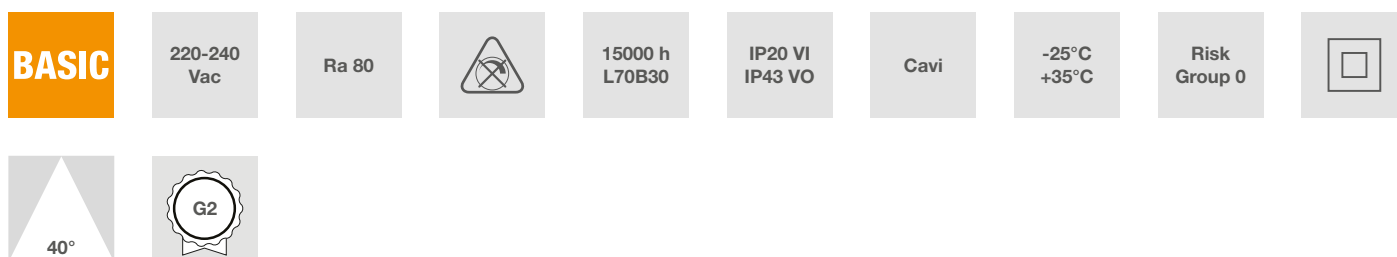 BASIC
220-240
Vac
Ra 80
15000 h
L70B30
IP20 VI
IP43 VO
Cavi
-25°C
+35°C
Risk
Group 0
40°
G2